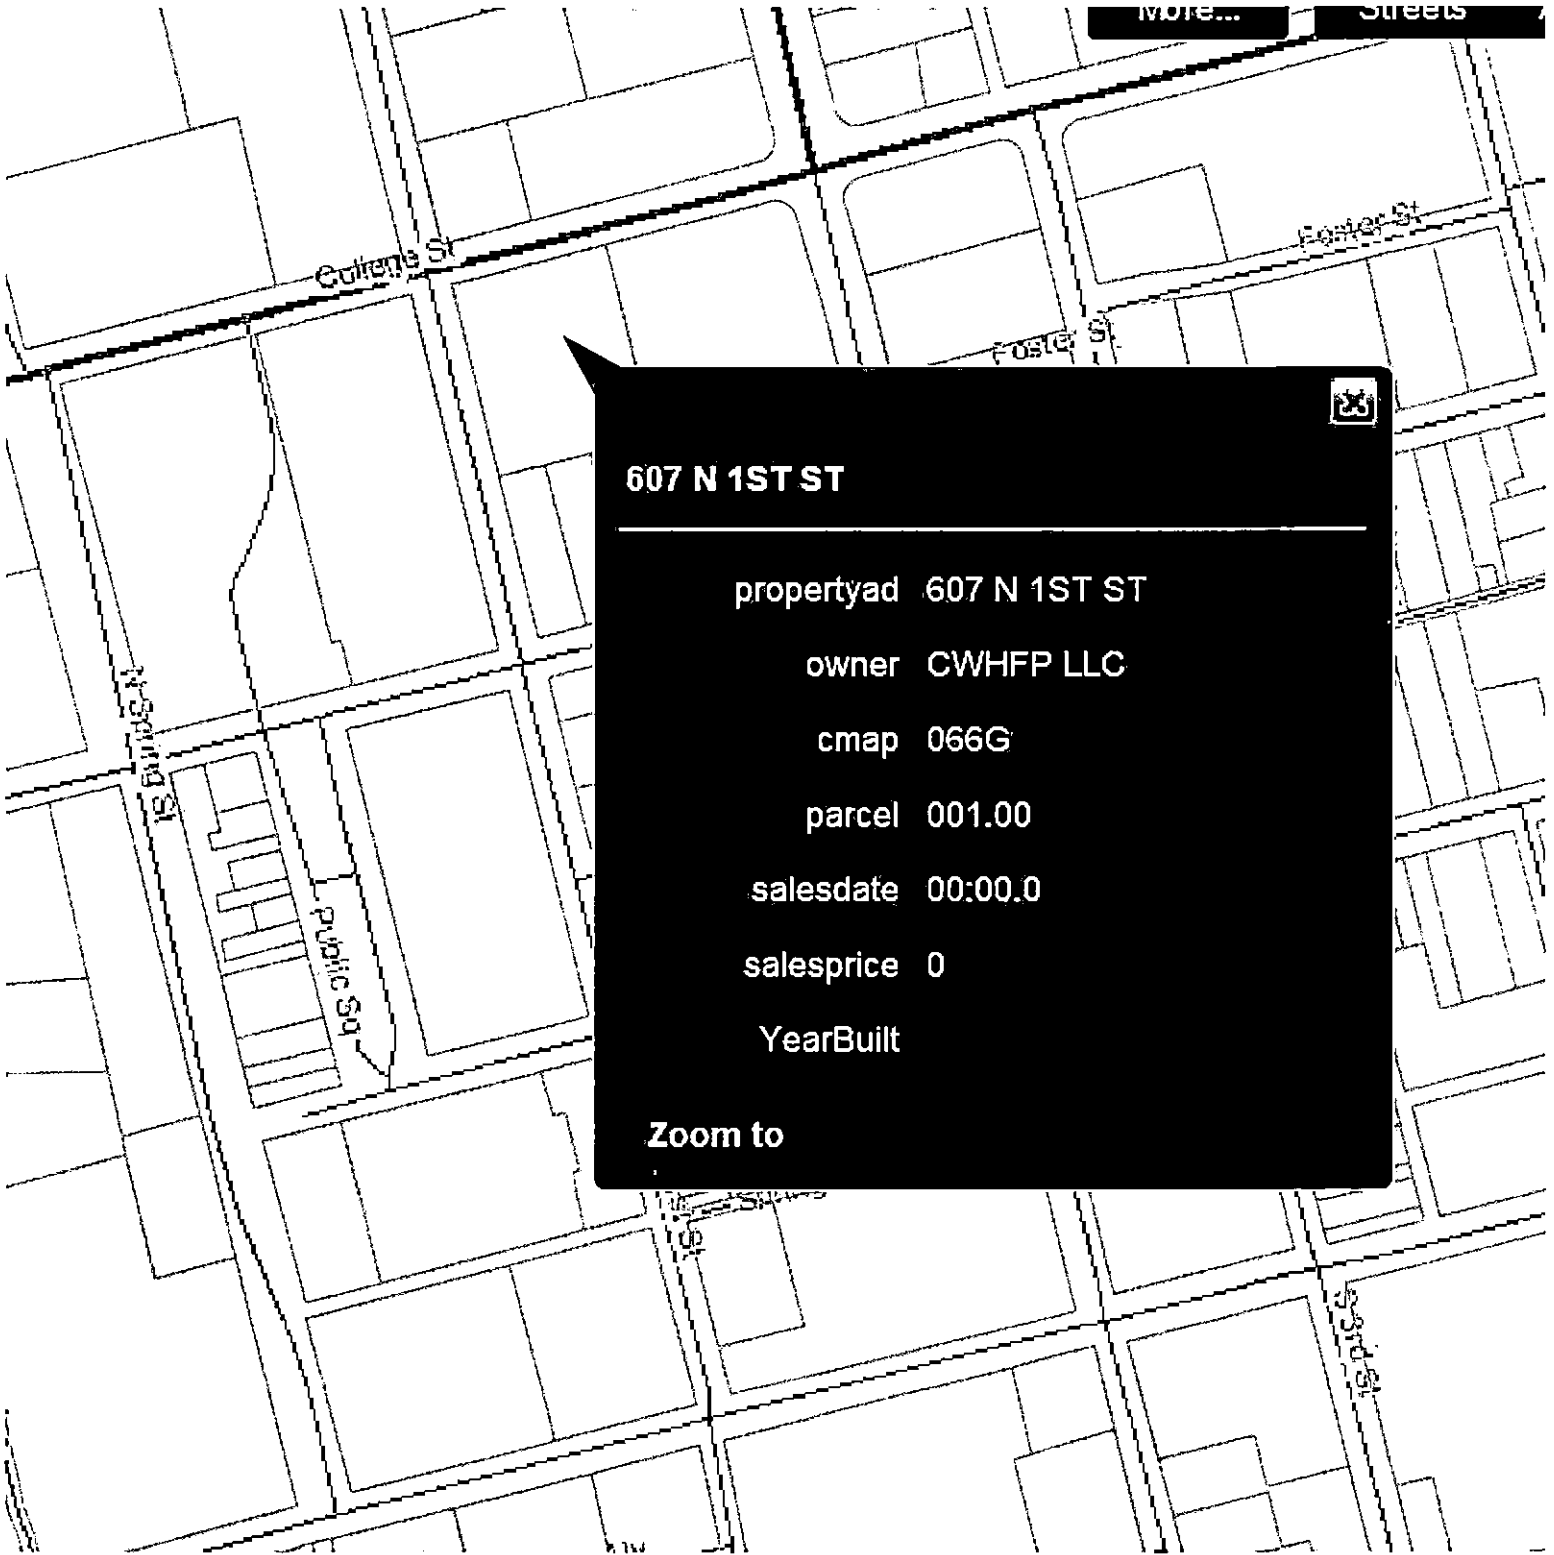 More... Streets
College St
Foster St
Foster St
607 N 1ST ST
propertyad 607 N 1ST ST
owner CWHFP LLC
cmap 066G
parcel 001.00
salesdate 00:00.0
salesprice 0
YearBuilt
Zoom to
N Spring St
Public Sq
S 3rd St